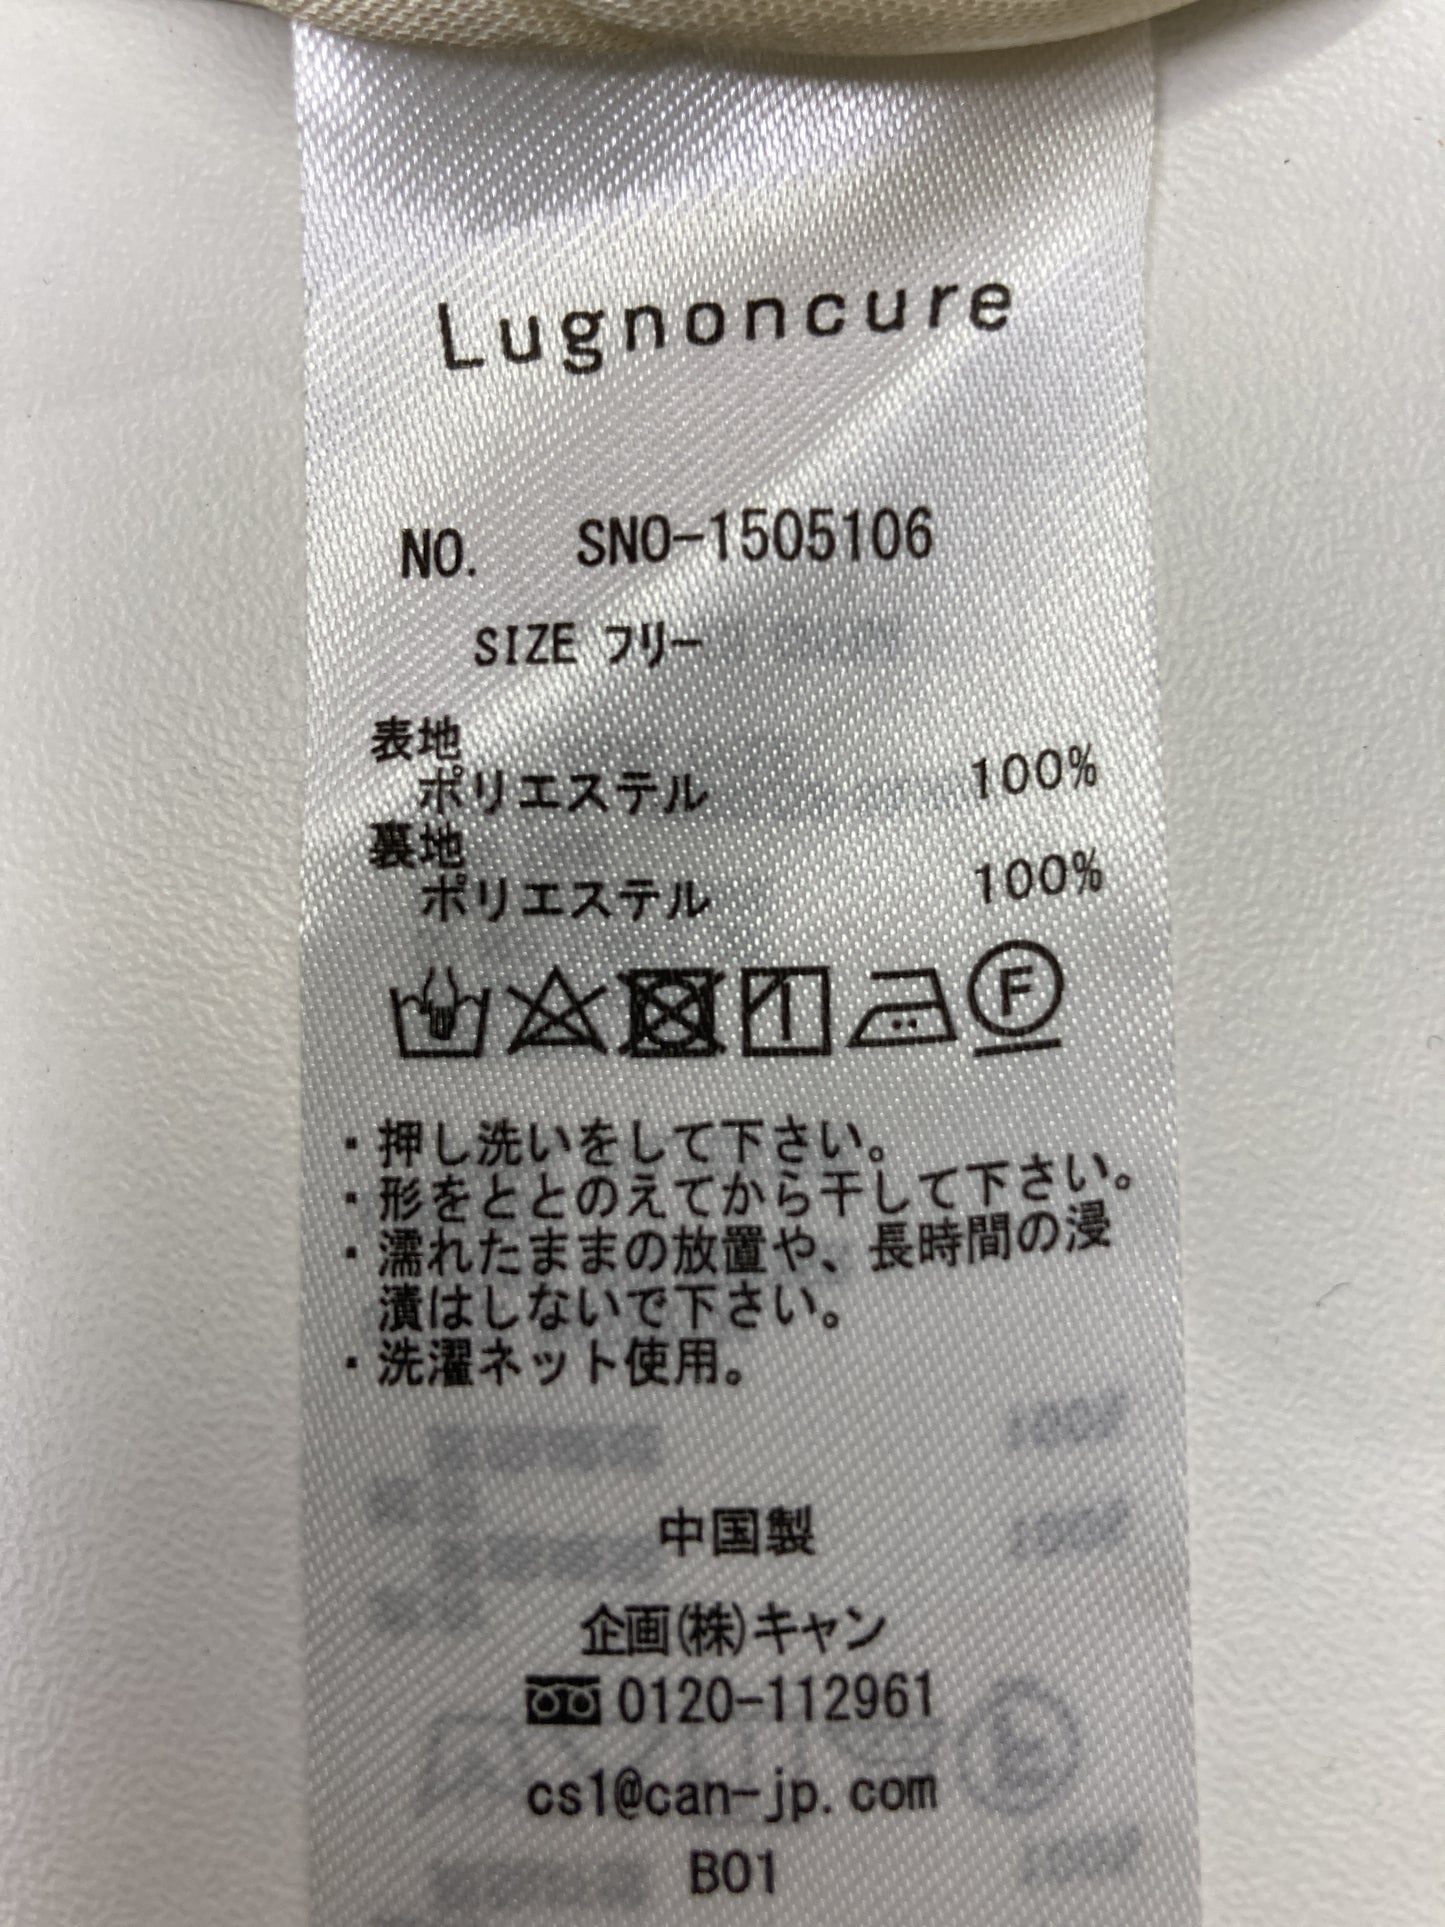 Lugnoncure
NO. SNO-1505106
SIZE フリー
表地
ポリエステル 100%
裏地
ポリエステル 100%
F
・押し洗いをして下さい。
・形をととのえてから干して下さい。
・濡れたままの放置や、長時間の浸
漬はしないで下さい。
・洗濯ネット使用。
中国製
企画(株)キャン
0120-112961
cs1@can-jp.com
B01